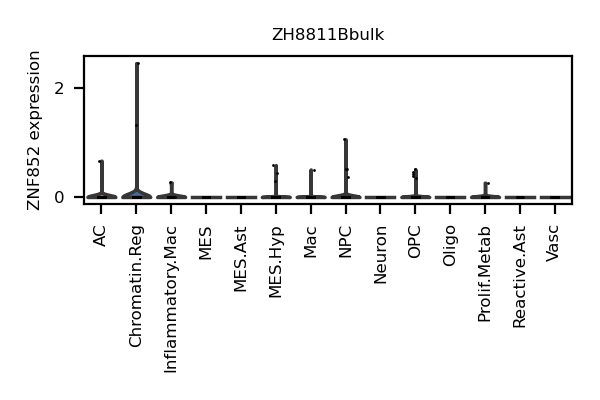 ZH8811Bbulk
ZNF852 expression
2
0
AC
Chromatin.Reg
Inflammatory.Mac
MES
MES.Ast
MES.Hyp
Mac
NPC
Neuron
OPC
Oligo
Prolif.Metab
Reactive.Ast
Vasc